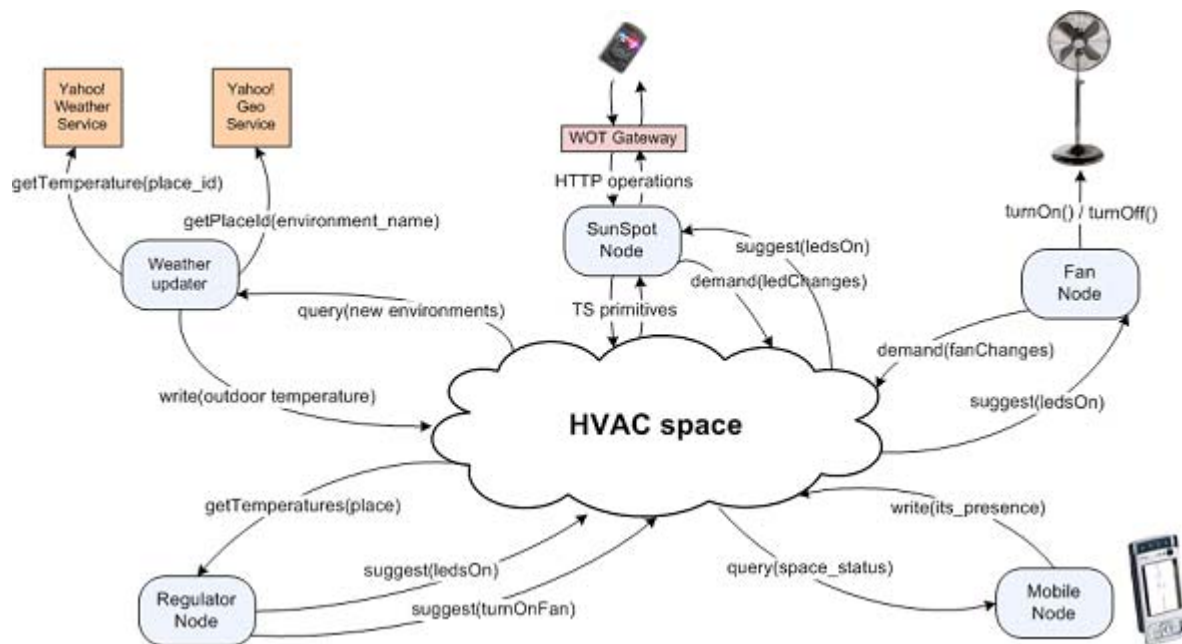 Yahoo!
Weather
Service
Yahoo!
Geo
Service
WOT Gateway
getTemperature(place_id)
HTTP operations
getPlaceId(environment_name)
turnOn() / turnOff()
SunSpot
Node
suggest(ledsOn)
Weather
updater
Fan
Node
demand(ledChanges)
query(new environments)
TS primitives
demand(fanChanges)
write(outdoor temperature)
suggest(ledsOn)
HVAC space
getTemperatures(place)
write(its_presence)
suggest(ledsOn)
query(space_status)
Regulator
Node
suggest(turnOnFan)
Mobile
Node